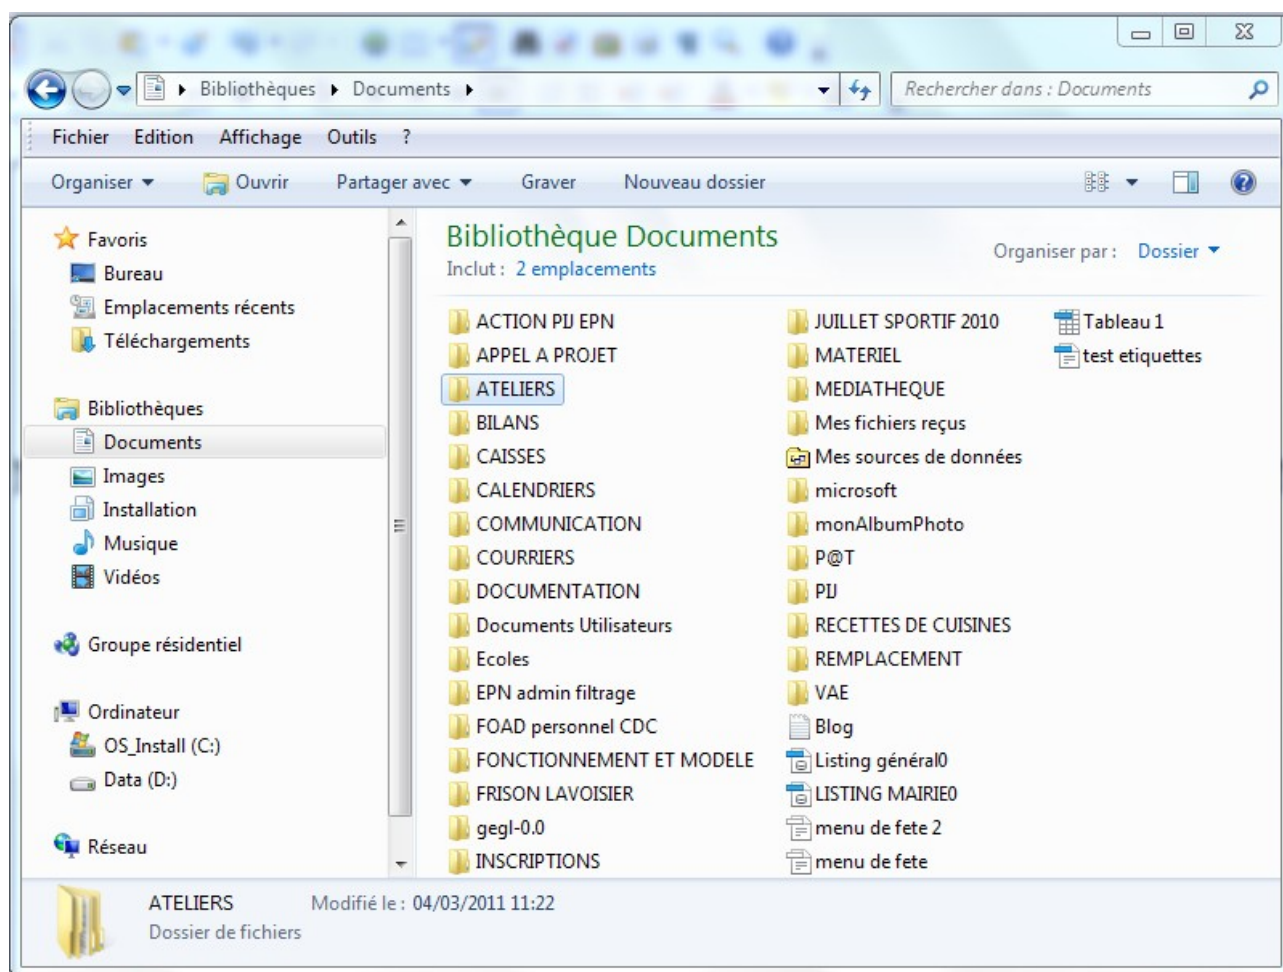 Bibliothèques Documents
Rechercher dans : Documents
Fichier Edition Affichage Outils ?
Organiser Ouvrir Partager avec Graver Nouveau dossier
Favoris
Bureau
Emplacements récents
Téléchargements
Bibliothèques
Documents
Images
Installation
Musique
Vidéos
Groupe résidentiel
Ordinateur
OS_Install (C:)
Data (D:)
Réseau
Bibliothèque Documents
Inclut : 2 emplacements
Organiser par : Dossier
ACTION PIJ EPN
APPEL A PROJET
ATELIERS
BILANS
CAISSES
CALENDRIERS
COMMUNICATION
COURRIERS
DOCUMENTATION
Documents Utilisateurs
Ecoles
EPN admin filtrage
FOAD personnel CDC
FONCTIONNEMENT ET MODELE
FRISON LAVOISIER
gegl-0.0
INSCRIPTIONS
JUILLET SPORTIF 2010
MATERIEL
MEDIATHEQUE
Mes fichiers reçus
Mes sources de données
microsoft
monAlbumPhoto
P@T
PIJ
RECETTES DE CUISINES
REMPLACEMENT
VAE
Blog
Listing général0
LISTING MAIRIE0
menu de fete 2
menu de fete
Tableau 1
test etiquettes
ATELIERS Modifié le : 04/03/2011 11:22
Dossier de fichiers